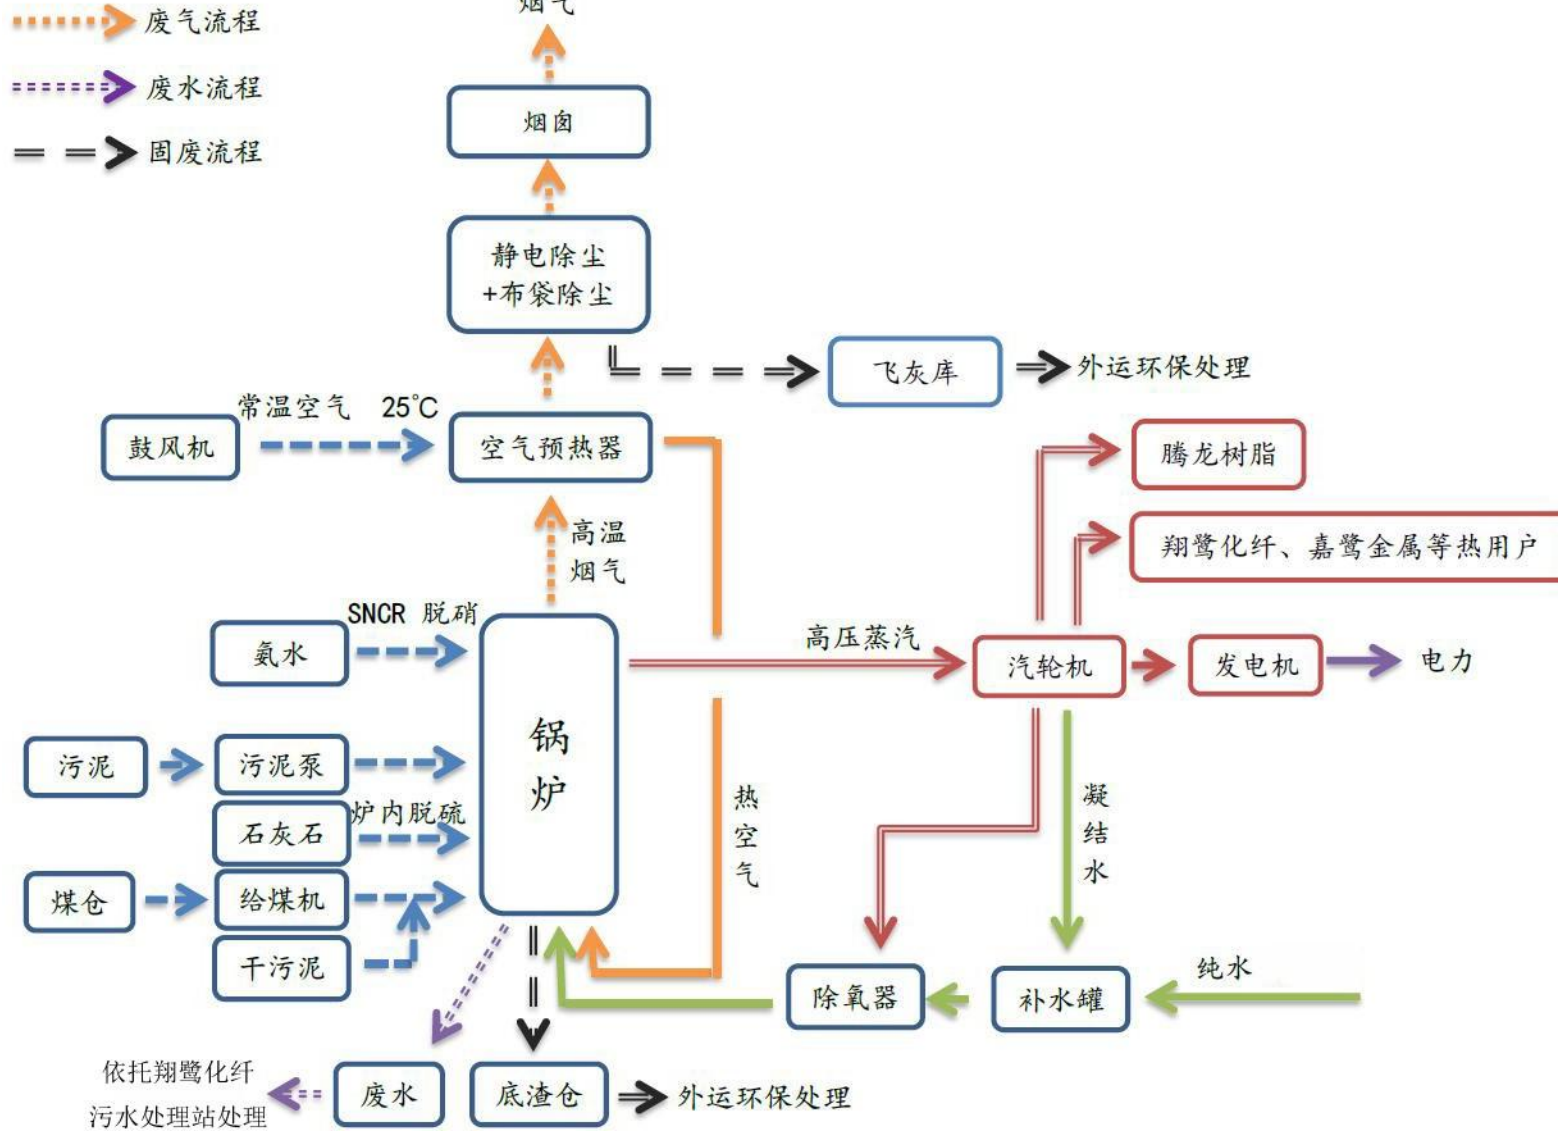 烟气
废气流程
废水流程
固废流程
烟囱
静电除尘
+布袋除尘
飞灰库
外运环保处理
常温空气 25℃
鼓风机
空气预热器
腾龙树脂
高温
烟气
翔鹭化纤、嘉鹭金属等热用户
SNCR 脱硝
氨水
高压蒸汽
汽轮机
发电机
电力
锅
炉
污泥
污泥泵
炉内脱硫
石灰石
煤仓
给煤机
干污泥
热
空
气
凝
结
水
除氧器
补水罐
纯水
依托翔鹭化纤
污水处理站处理
废水
底渣仓
外运环保处理